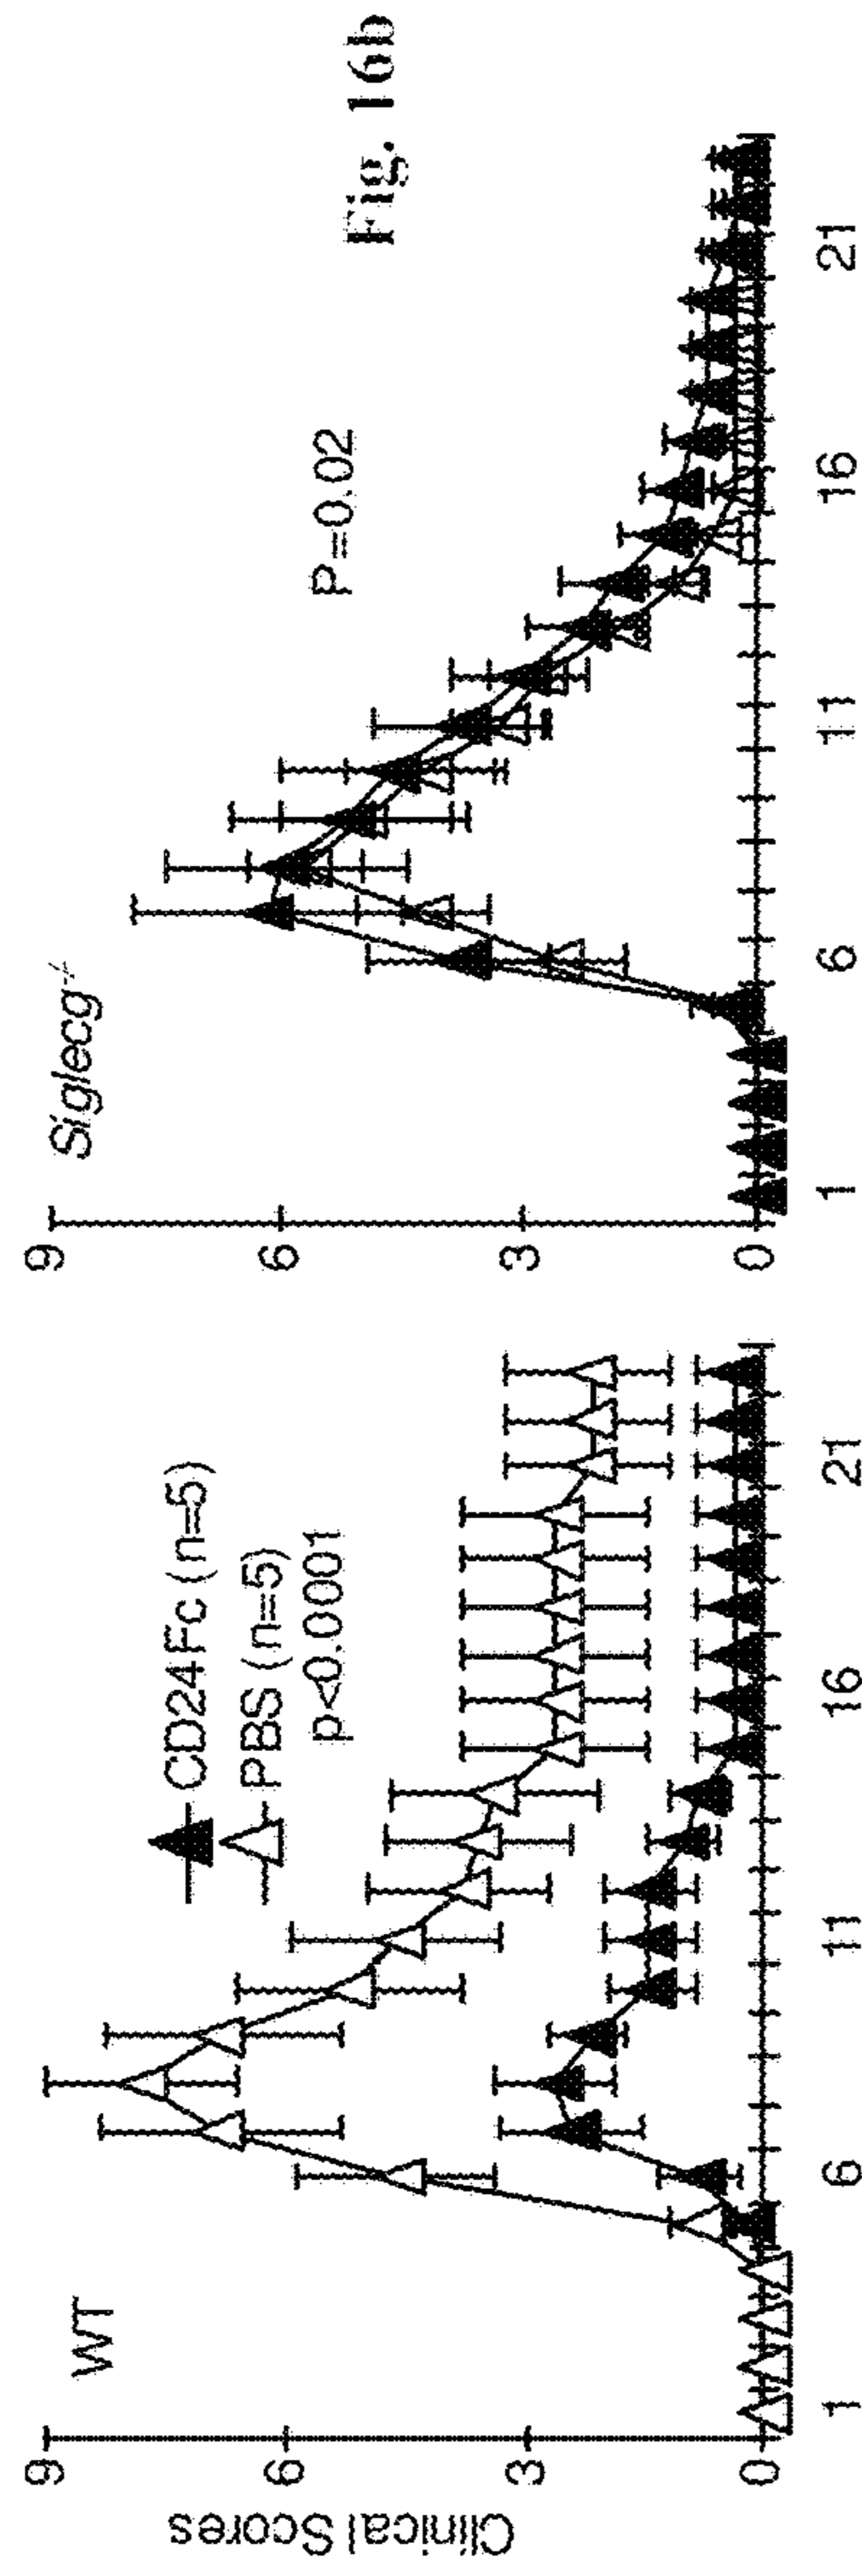 Fig. 16b
WT
CD24Fc (n=5)
PBS (n=5)
p<0.0001
Clinical Scores
9
6
3
0
1
6
11
16
21
Siglecg-/-
P=0.02
9
6
3
0
1
6
11
16
21